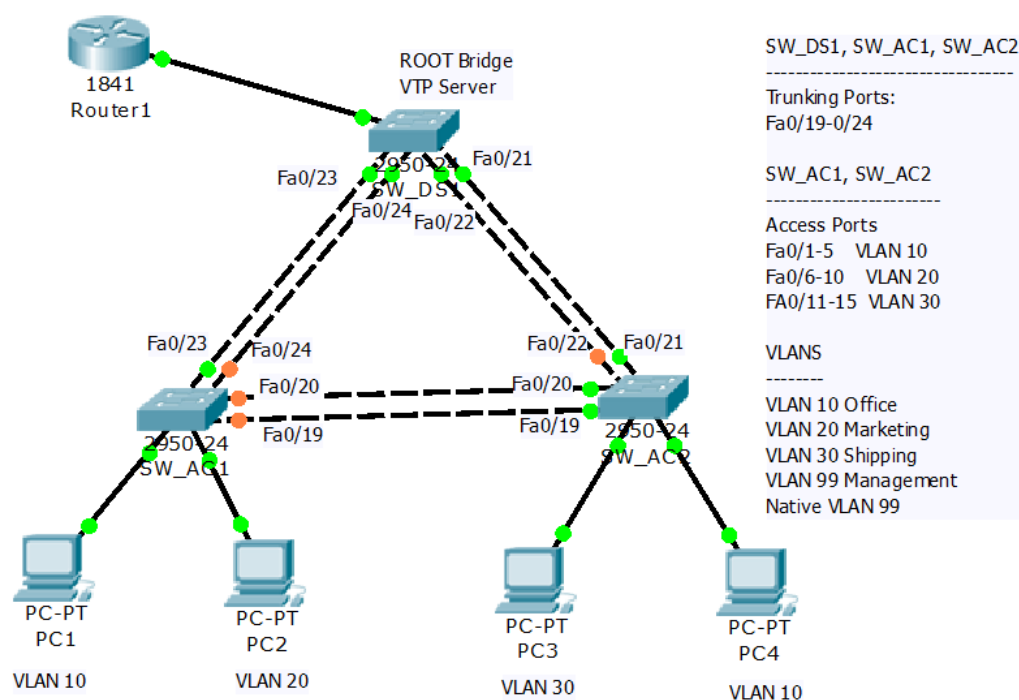 1841
Router1
ROOT Bridge
VTP Server
2950-24
SW_DS1
Fa0/23
Fa0/24
Fa0/22
Fa0/21
Fa0/23
Fa0/24
Fa0/20
Fa0/19
Fa0/22
Fa0/21
Fa0/20
Fa0/19
2950-24
SW_AC1
2950-24
SW_AC2
PC-PT
PC1
VLAN 10
PC-PT
PC2
VLAN 20
PC-PT
PC3
VLAN 30
PC-PT
PC4
VLAN 10
SW_DS1, SW_AC1, SW_AC2
----------------------------------
Trunking Ports:
Fa0/19-0/24
SW_AC1, SW_AC2
------------------------
Access Ports
Fa0/1-5 VLAN 10
Fa0/6-10 VLAN 20
FA0/11-15 VLAN 30
VLANS
--------
VLAN 10 Office
VLAN 20 Marketing
VLAN 30 Shipping
VLAN 99 Management
Native VLAN 99